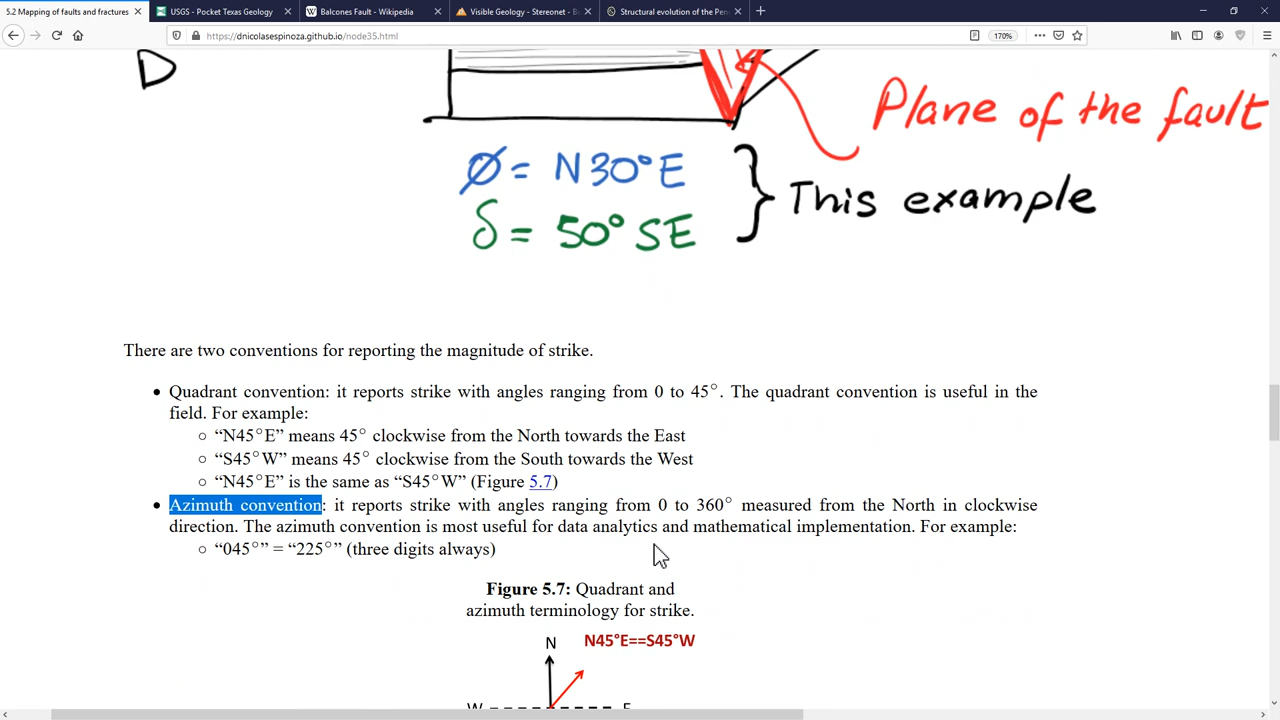 5.2 Mapping of faults and fractures
USGS - Pocket Texas Geology
Balcones Fault - Wikipedia
Visible Geology - Stereonet - B
Structural evolution of the Pen
https://dnicolasespinoza.github.io/node35.html
170%
D
Plane of the fault
Ø = N30°E
δ = 50° SE
This example
There are two conventions for reporting the magnitude of strike.
• Quadrant convention: it reports strike with angles ranging from 0 to 45°. The quadrant convention is useful in the
field. For example:
○ “N45°E” means 45° clockwise from the North towards the East
○ “S45°W” means 45° clockwise from the South towards the West
○ “N45°E” is the same as “S45°W” (Figure 5.7)
• Azimuth convention: it reports strike with angles ranging from 0 to 360° measured from the North in clockwise
direction. The azimuth convention is most useful for data analytics and mathematical implementation. For example:
○ “045°” = “225°” (three digits always)
Figure 5.7: Quadrant and
azimuth terminology for strike.
N
N45°E==S45°W
W
E